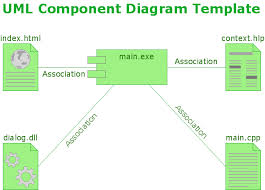 UML Component Diagram Template
index.html
main.exe
context.hlp
Association
Association
Association
Association
dialog.dll
main.cpp